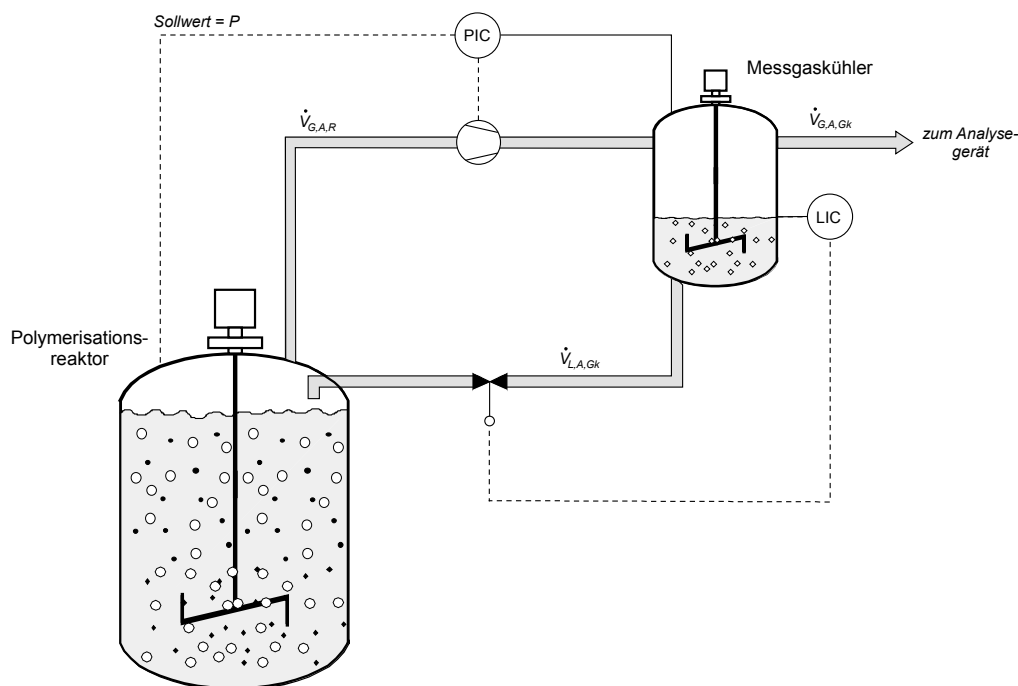 Sollwert = P
PIC
Messgaskühler
V̇G,A,R
V̇G,A,Gk
zum Analyse-
gerät
LIC
Polymerisations-
reaktor
V̇L,A,Gk